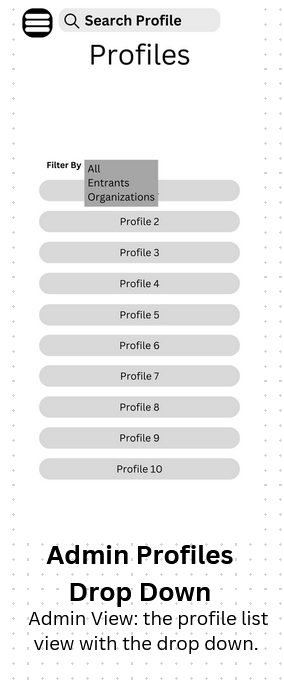 Search Profile
Profiles
Filter By
All
Entrants
Organizations
Profile 2
Profile 3
Profile 4
Profile 5
Profile 6
Profile 7
Profile 8
Profile 9
Profile 10
Admin Profiles
Drop Down
Admin View: the profile list
view with the drop down.